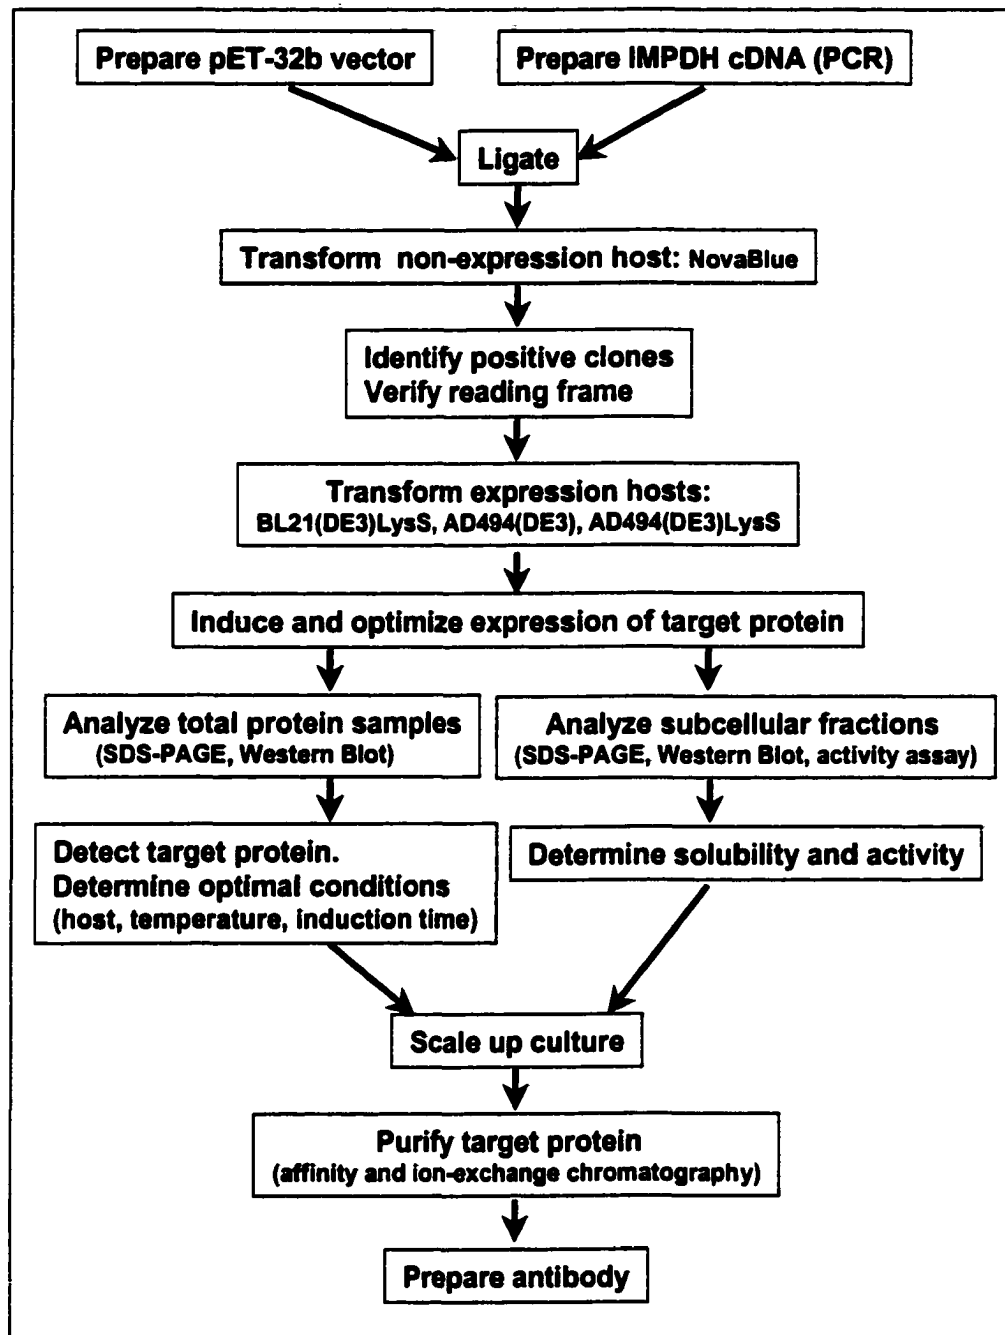 Prepare pET-32b vector
Prepare IMPDH cDNA (PCR)
Ligate
Transform non-expression host: NovaBlue
Identify positive clones
Verify reading frame
Transform expression hosts:
BL21(DE3)LysS, AD494(DE3), AD494(DE3)LysS
Induce and optimize expression of target protein
Analyze total protein samples
(SDS-PAGE, Western Blot)
Analyze subcellular fractions
(SDS-PAGE, Western Blot, activity assay)
Detect target protein.
Determine optimal conditions
(host, temperature, induction time)
Determine solubility and activity
Scale up culture
Purify target protein
(affinity and ion-exchange chromatography)
Prepare antibody